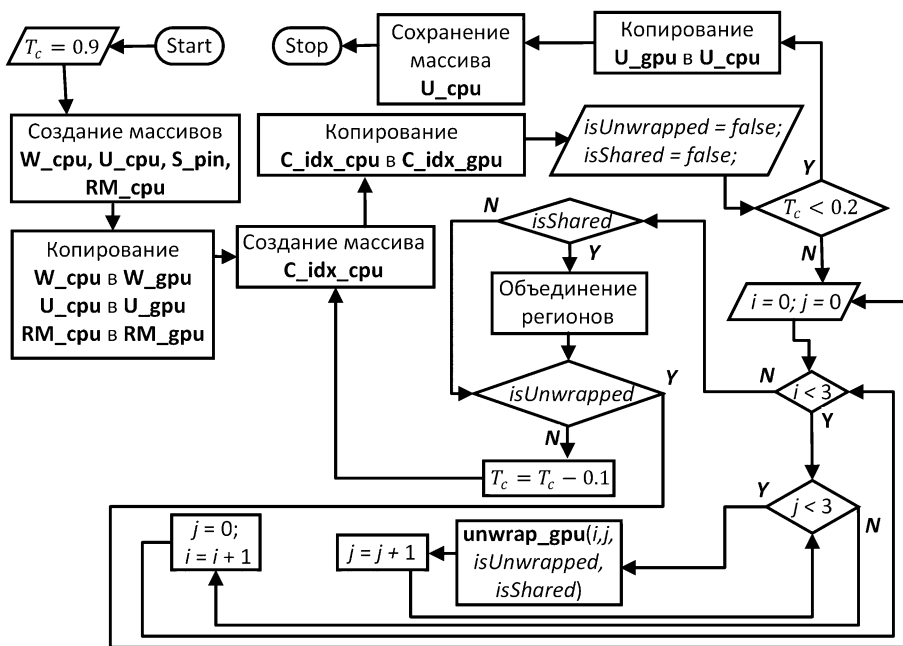 Start
T_c = 0.9
Создание массивов
W_cpu, U_cpu, S_pin,
RM_cpu
Копирование
W_cpu в W_gpu
U_cpu в U_gpu
RM_cpu в RM_gpu
Создание массива
C_idx_cpu
Копирование
C_idx_cpu в C_idx_gpu
isUnwrapped = false;
isShared = false;
T_c < 0.2
Y
N
Копирование
U_gpu в U_cpu
Сохранение
массива
U_cpu
Stop
i = 0; j = 0
i < 3
N
Y
j < 3
Y
N
unwrap_gpu(i,j,
isUnwrapped,
isShared)
j = j + 1
j = 0;
i = i + 1
isShared
N
Y
Объединение
регионов
isUnwrapped
Y
N
T_c = T_c − 0.1